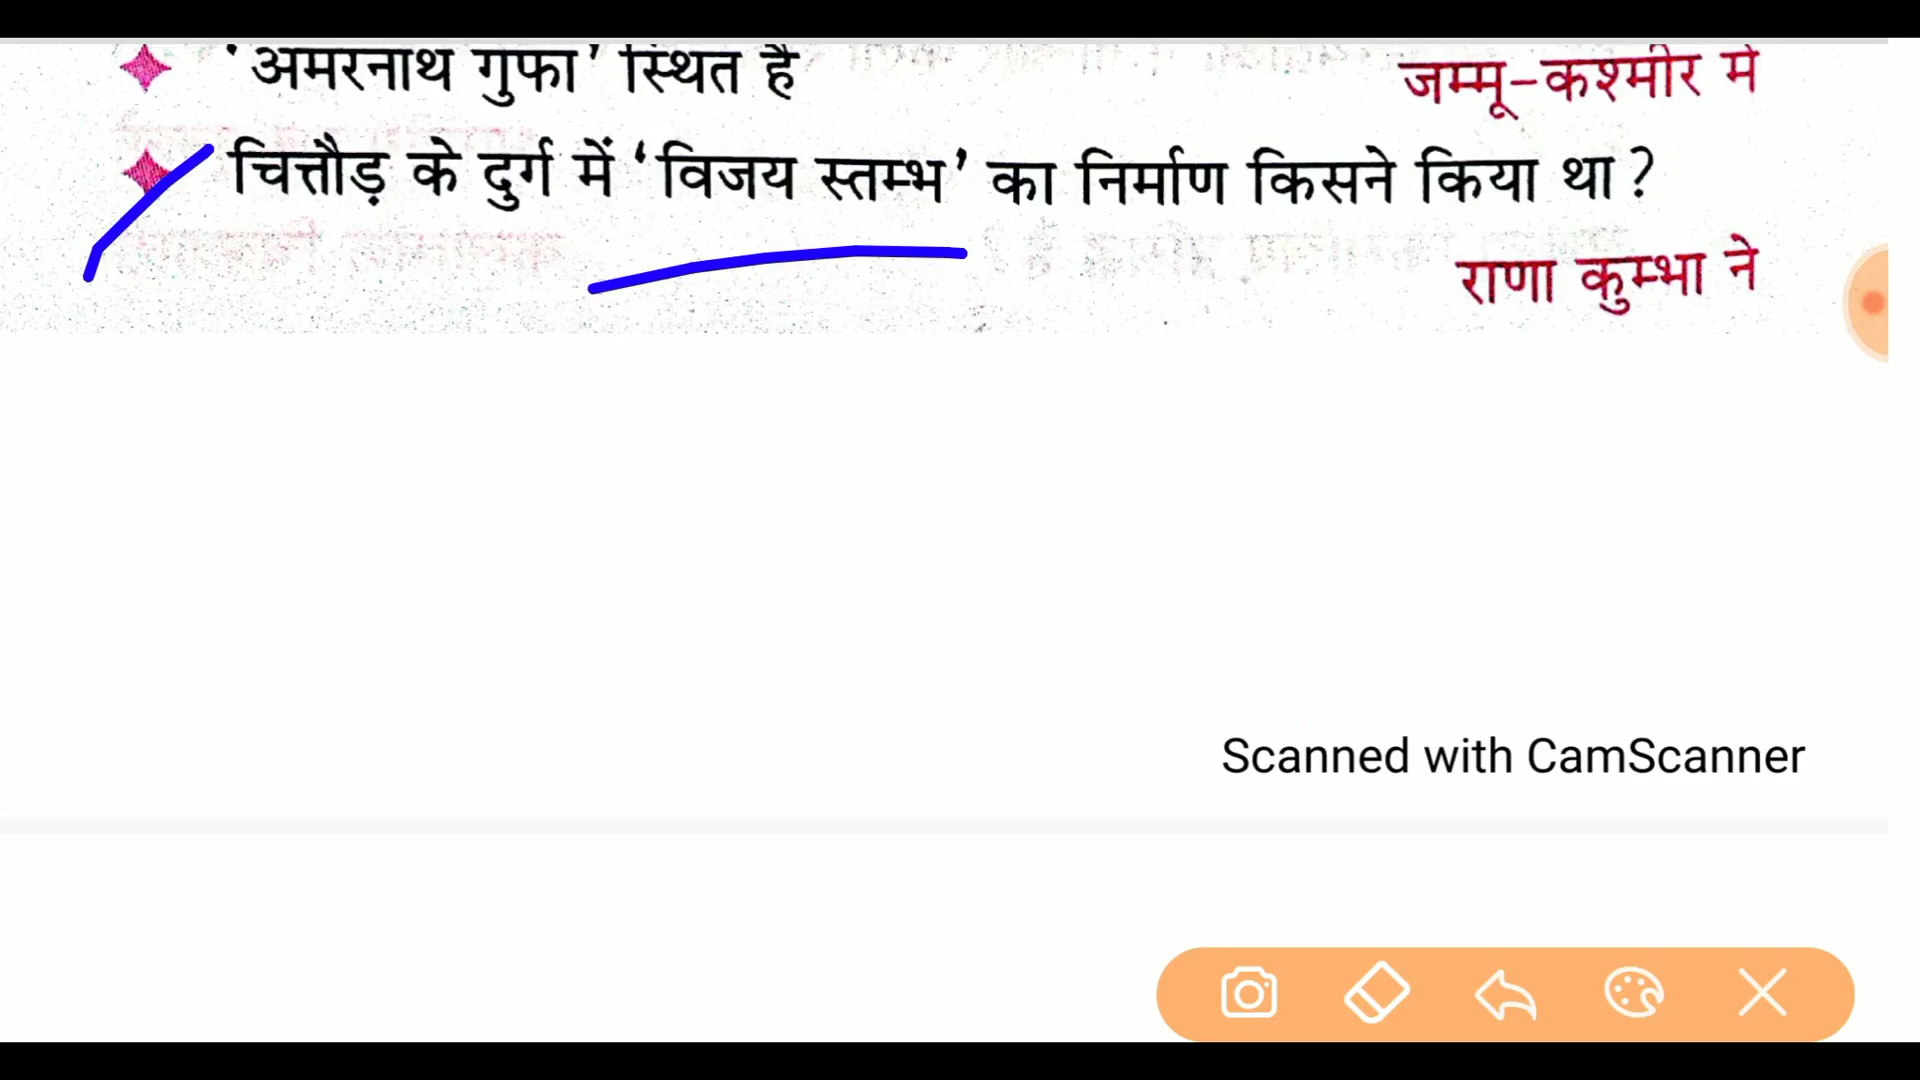 ‘अमरनाथ गुफा’ स्थित है जम्मू-कश्मीर में
चित्तौड़ के दुर्ग में ‘विजय स्तम्भ’ का निर्माण किसने किया था?
राणा कुम्भा ने
Scanned with CamScanner